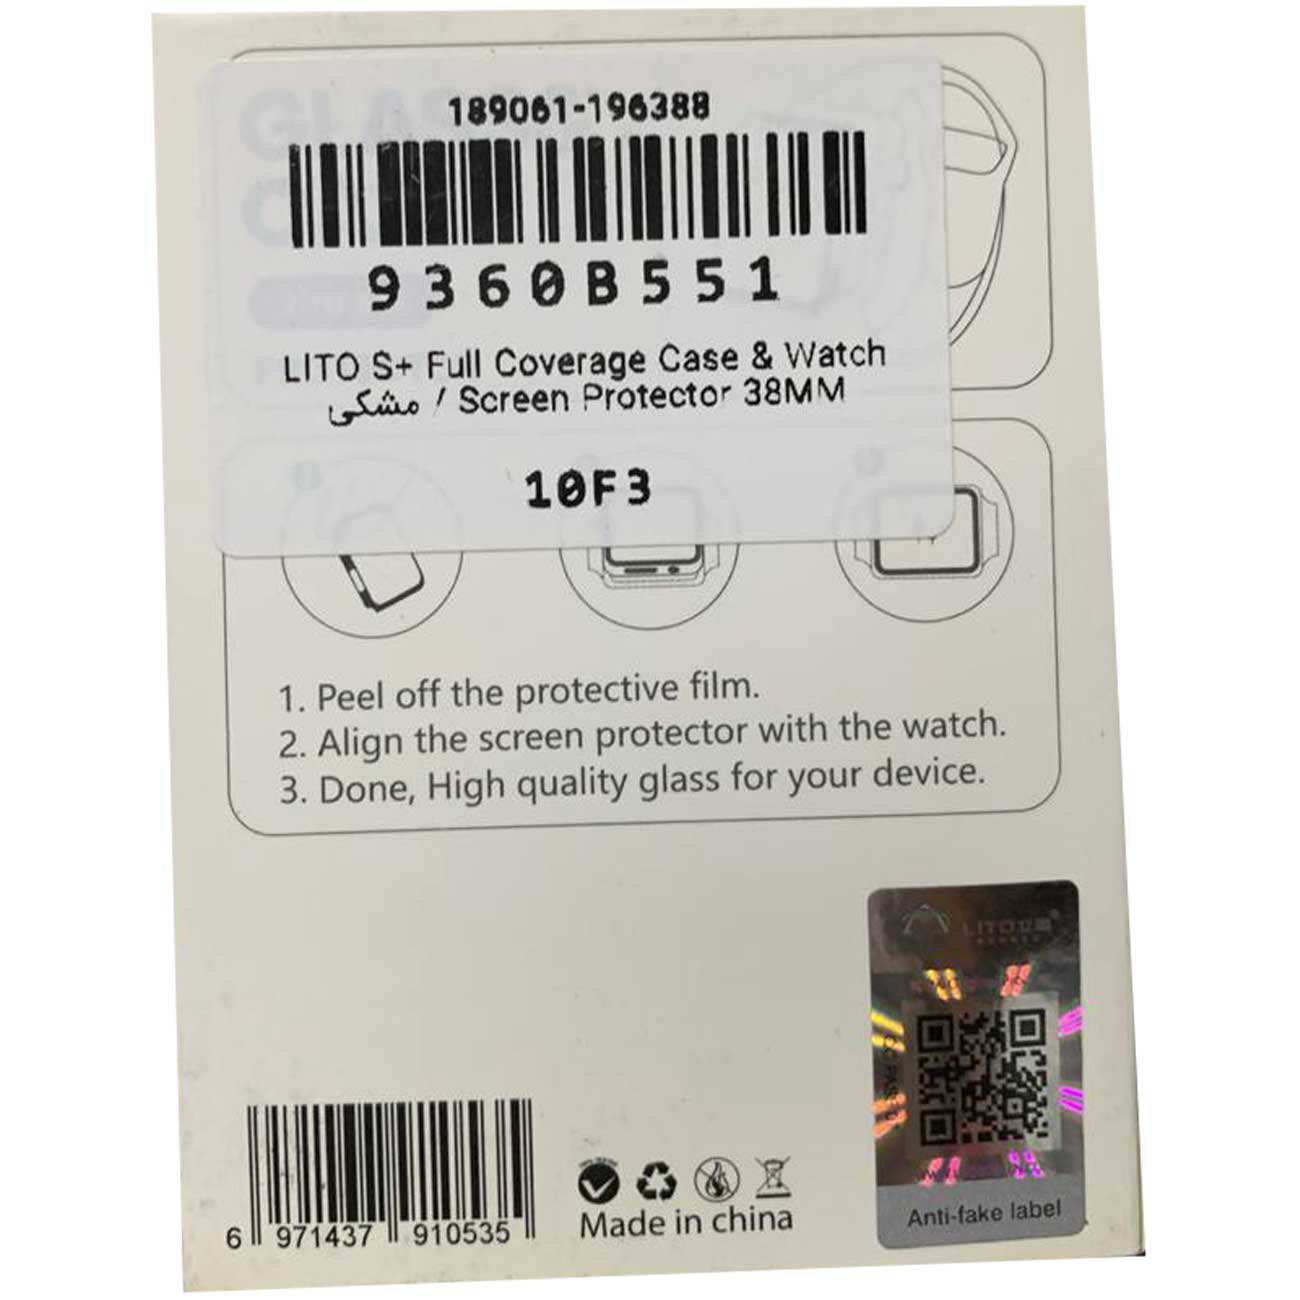 189061-196388
9360B551
LITO S+ Full Coverage Case & Watch
Screen Protector 38MM / مشکی
10F3
1. Peel off the protective film.
2. Align the screen protector with the watch.
3. Done, High quality glass for your device.
LITO
6 971437 910535
Made in china
Anti-fake label